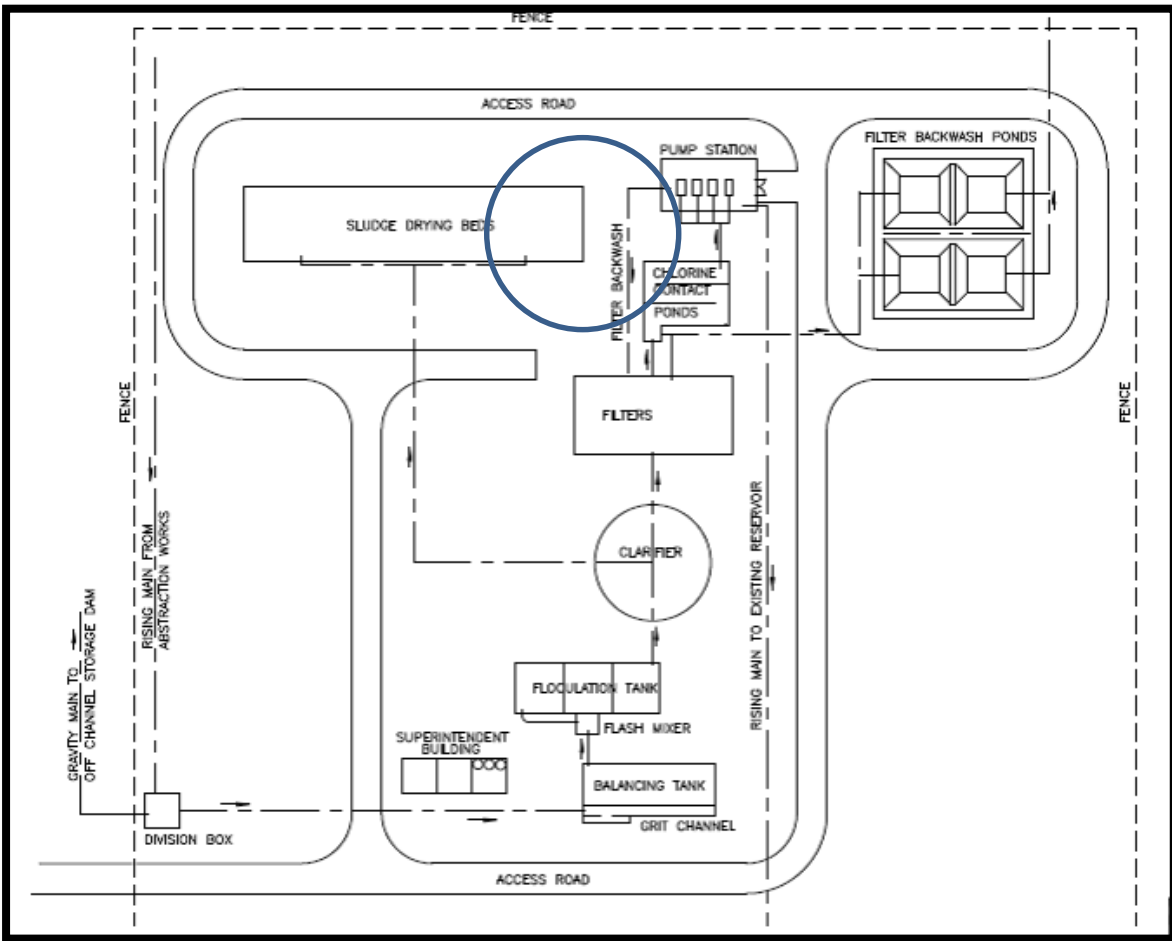 FENCE
ACCESS ROAD
PUMP STATION
FILTER BACKWASH PONDS
SLUDGE DRYING BEDS
FILTER BACKWASH
CHLORINE
CONTACT
PONDS
FENCE
FILTERS
FENCE
RISING MAIN FROM
ABSTRACTION WORKS
CLARIFIER
RISING MAIN TO EXISTING RESERVOIR
GRAVITY MAIN TO
OFF CHANNEL STORAGE DAM
FLOCULATION TANK
FLASH MIXER
SUPERINTENDENT
BUILDING
BALANCING TANK
GRIT CHANNEL
DIVISION BOX
ACCESS ROAD